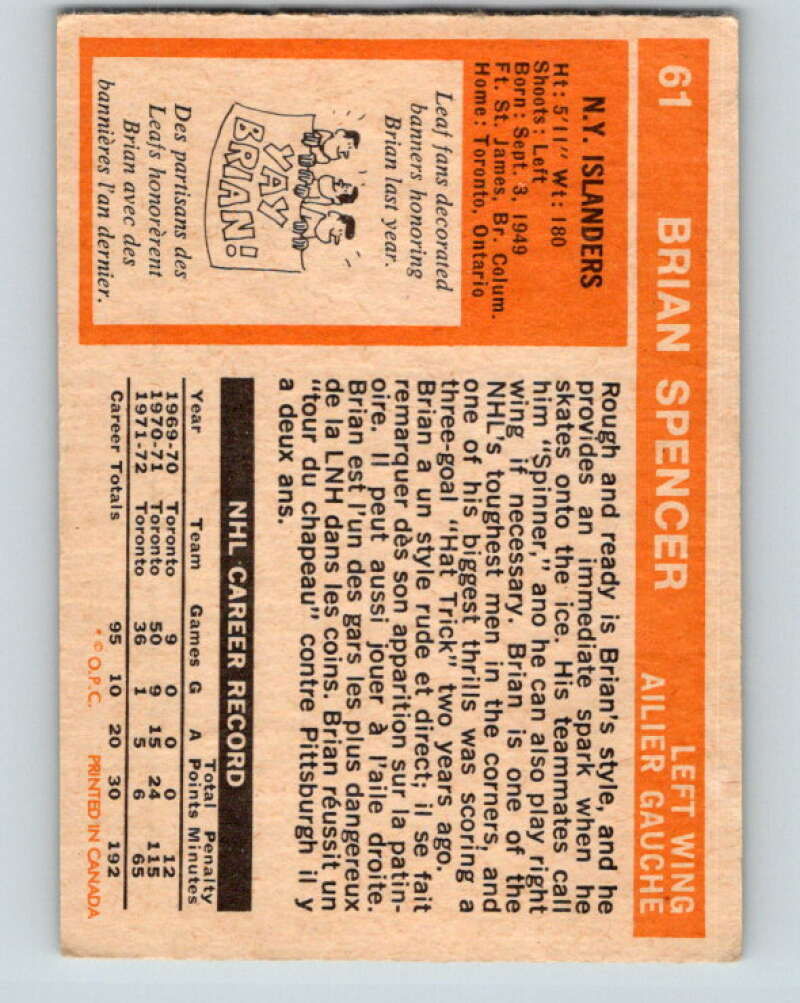 61 BRIAN SPENCER LEFT WING
AILIER GAUCHE
N.Y. ISLANDERS
Ht: 5'11" Wt: 180
Shoots: Left
Born: Sept. 3, 1949
Ft. St. James, Br. Colum.
Home: Toronto, Ontario
Leaf fans decorated
banners honoring
Brian last year.
YAY
BRIAN!
Des partisans des
Leafs honorèrent
Brian avec des
bannières l'an dernier.
Rough and ready is Brian's style, and he
provides an immediate spark when he
skates onto the ice. His teammates call
him "Spinner," ano he can also play right
wing if necessary. Brian is one of the
NHL's toughest men in the corners, and
one of his biggest thrills was scoring a
three-goal "Hat Trick" two years ago.
Brian a un style rude et direct; il se fait
remarquer dès son apparition sur la patin-
oire. Il peut aussi jouer à l'aile droite.
Brian est l'un des gars les plus dangereux
de la LNH dans les coins. Brian réussit un
"tour du chapeau" contre Pittsburgh il y
a deux ans.
NHL CAREER RECORD
Total Penalty
Year Team Games G A Points Minutes
1969-70 Toronto 9 0 0 0 12
1970-71 Toronto 50 9 15 24 115
1971-72 Toronto 36 1 5 6 65
Career Totals 95 10 20 30 192
* © O.P.C. PRINTED IN CANADA